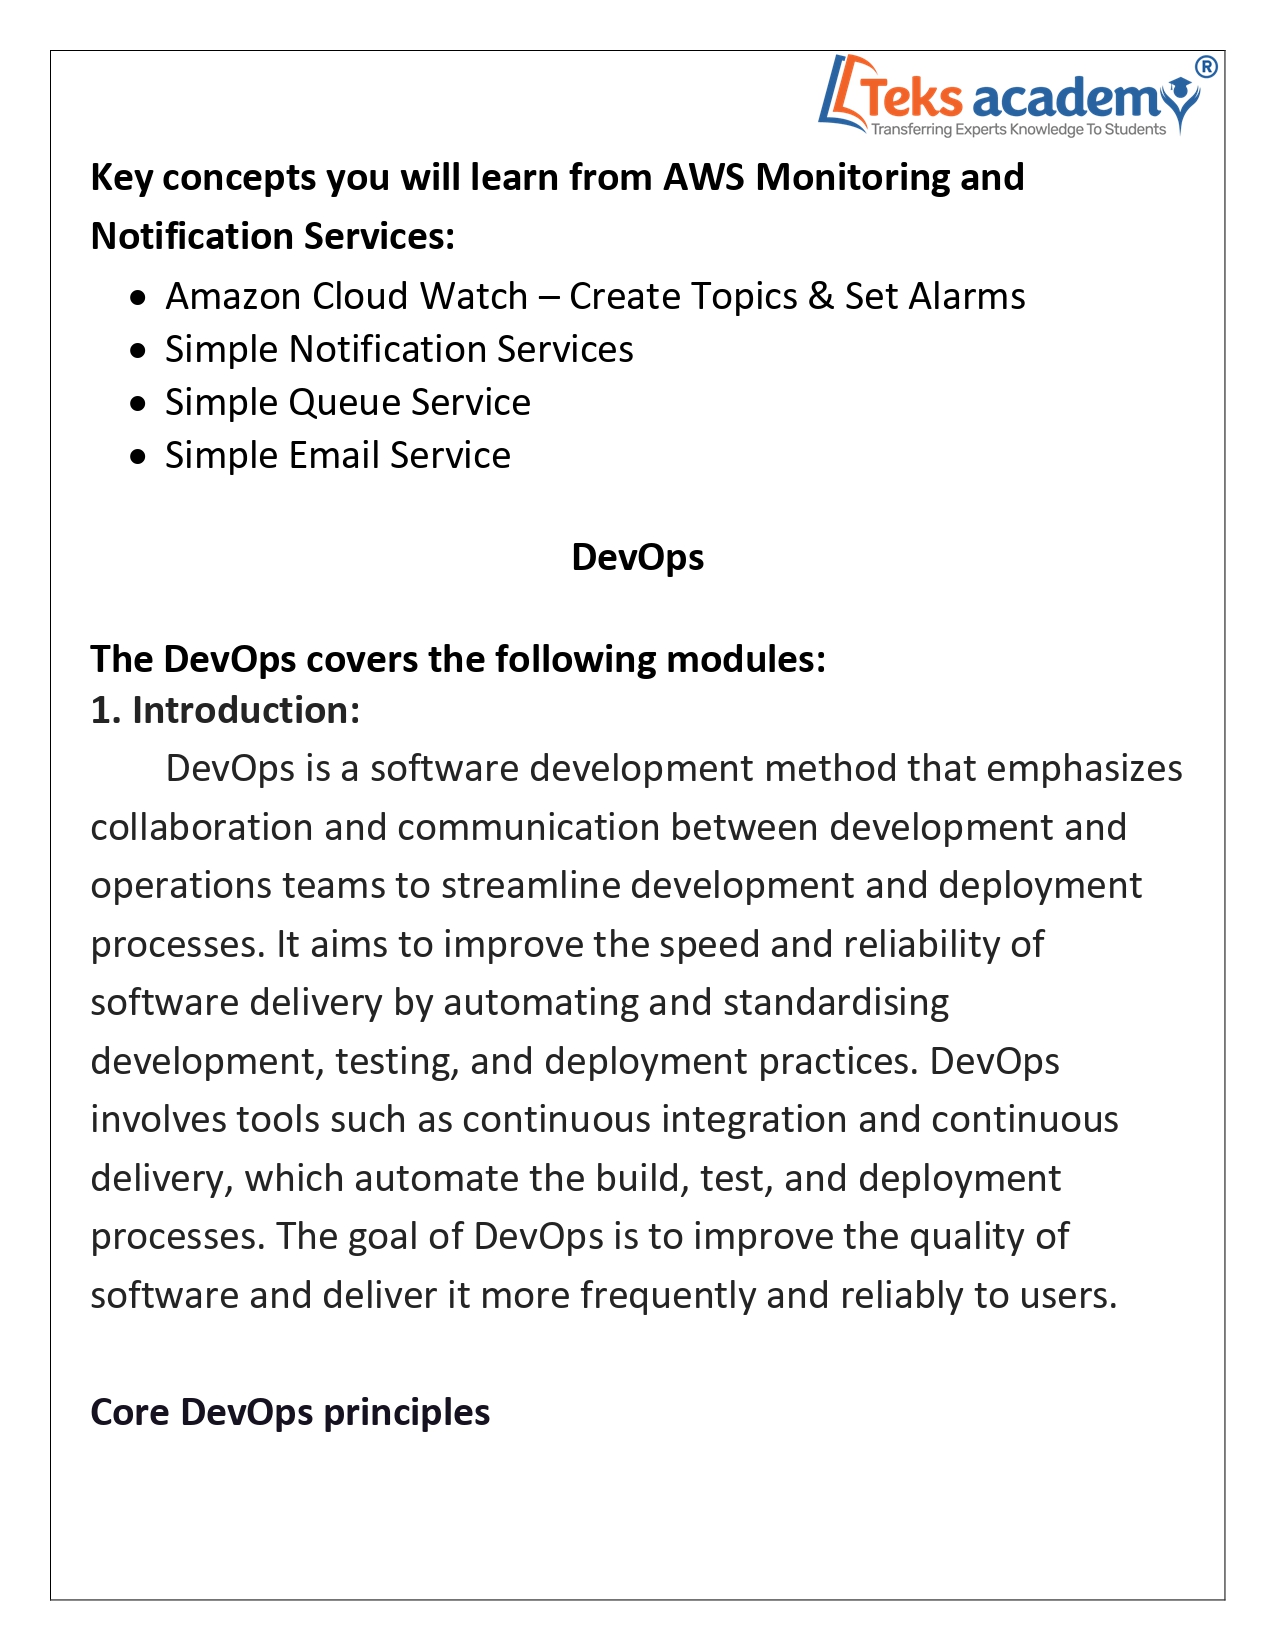 Teks academy®
Transferring Experts Knowledge To Students
Key concepts you will learn from AWS Monitoring and
Notification Services:
• Amazon Cloud Watch – Create Topics & Set Alarms
• Simple Notification Services
• Simple Queue Service
• Simple Email Service
DevOps
The DevOps covers the following modules:
1. Introduction:
DevOps is a software development method that emphasizes
collaboration and communication between development and
operations teams to streamline development and deployment
processes. It aims to improve the speed and reliability of
software delivery by automating and standardising
development, testing, and deployment practices. DevOps
involves tools such as continuous integration and continuous
delivery, which automate the build, test, and deployment
processes. The goal of DevOps is to improve the quality of
software and deliver it more frequently and reliably to users.
Core DevOps principles